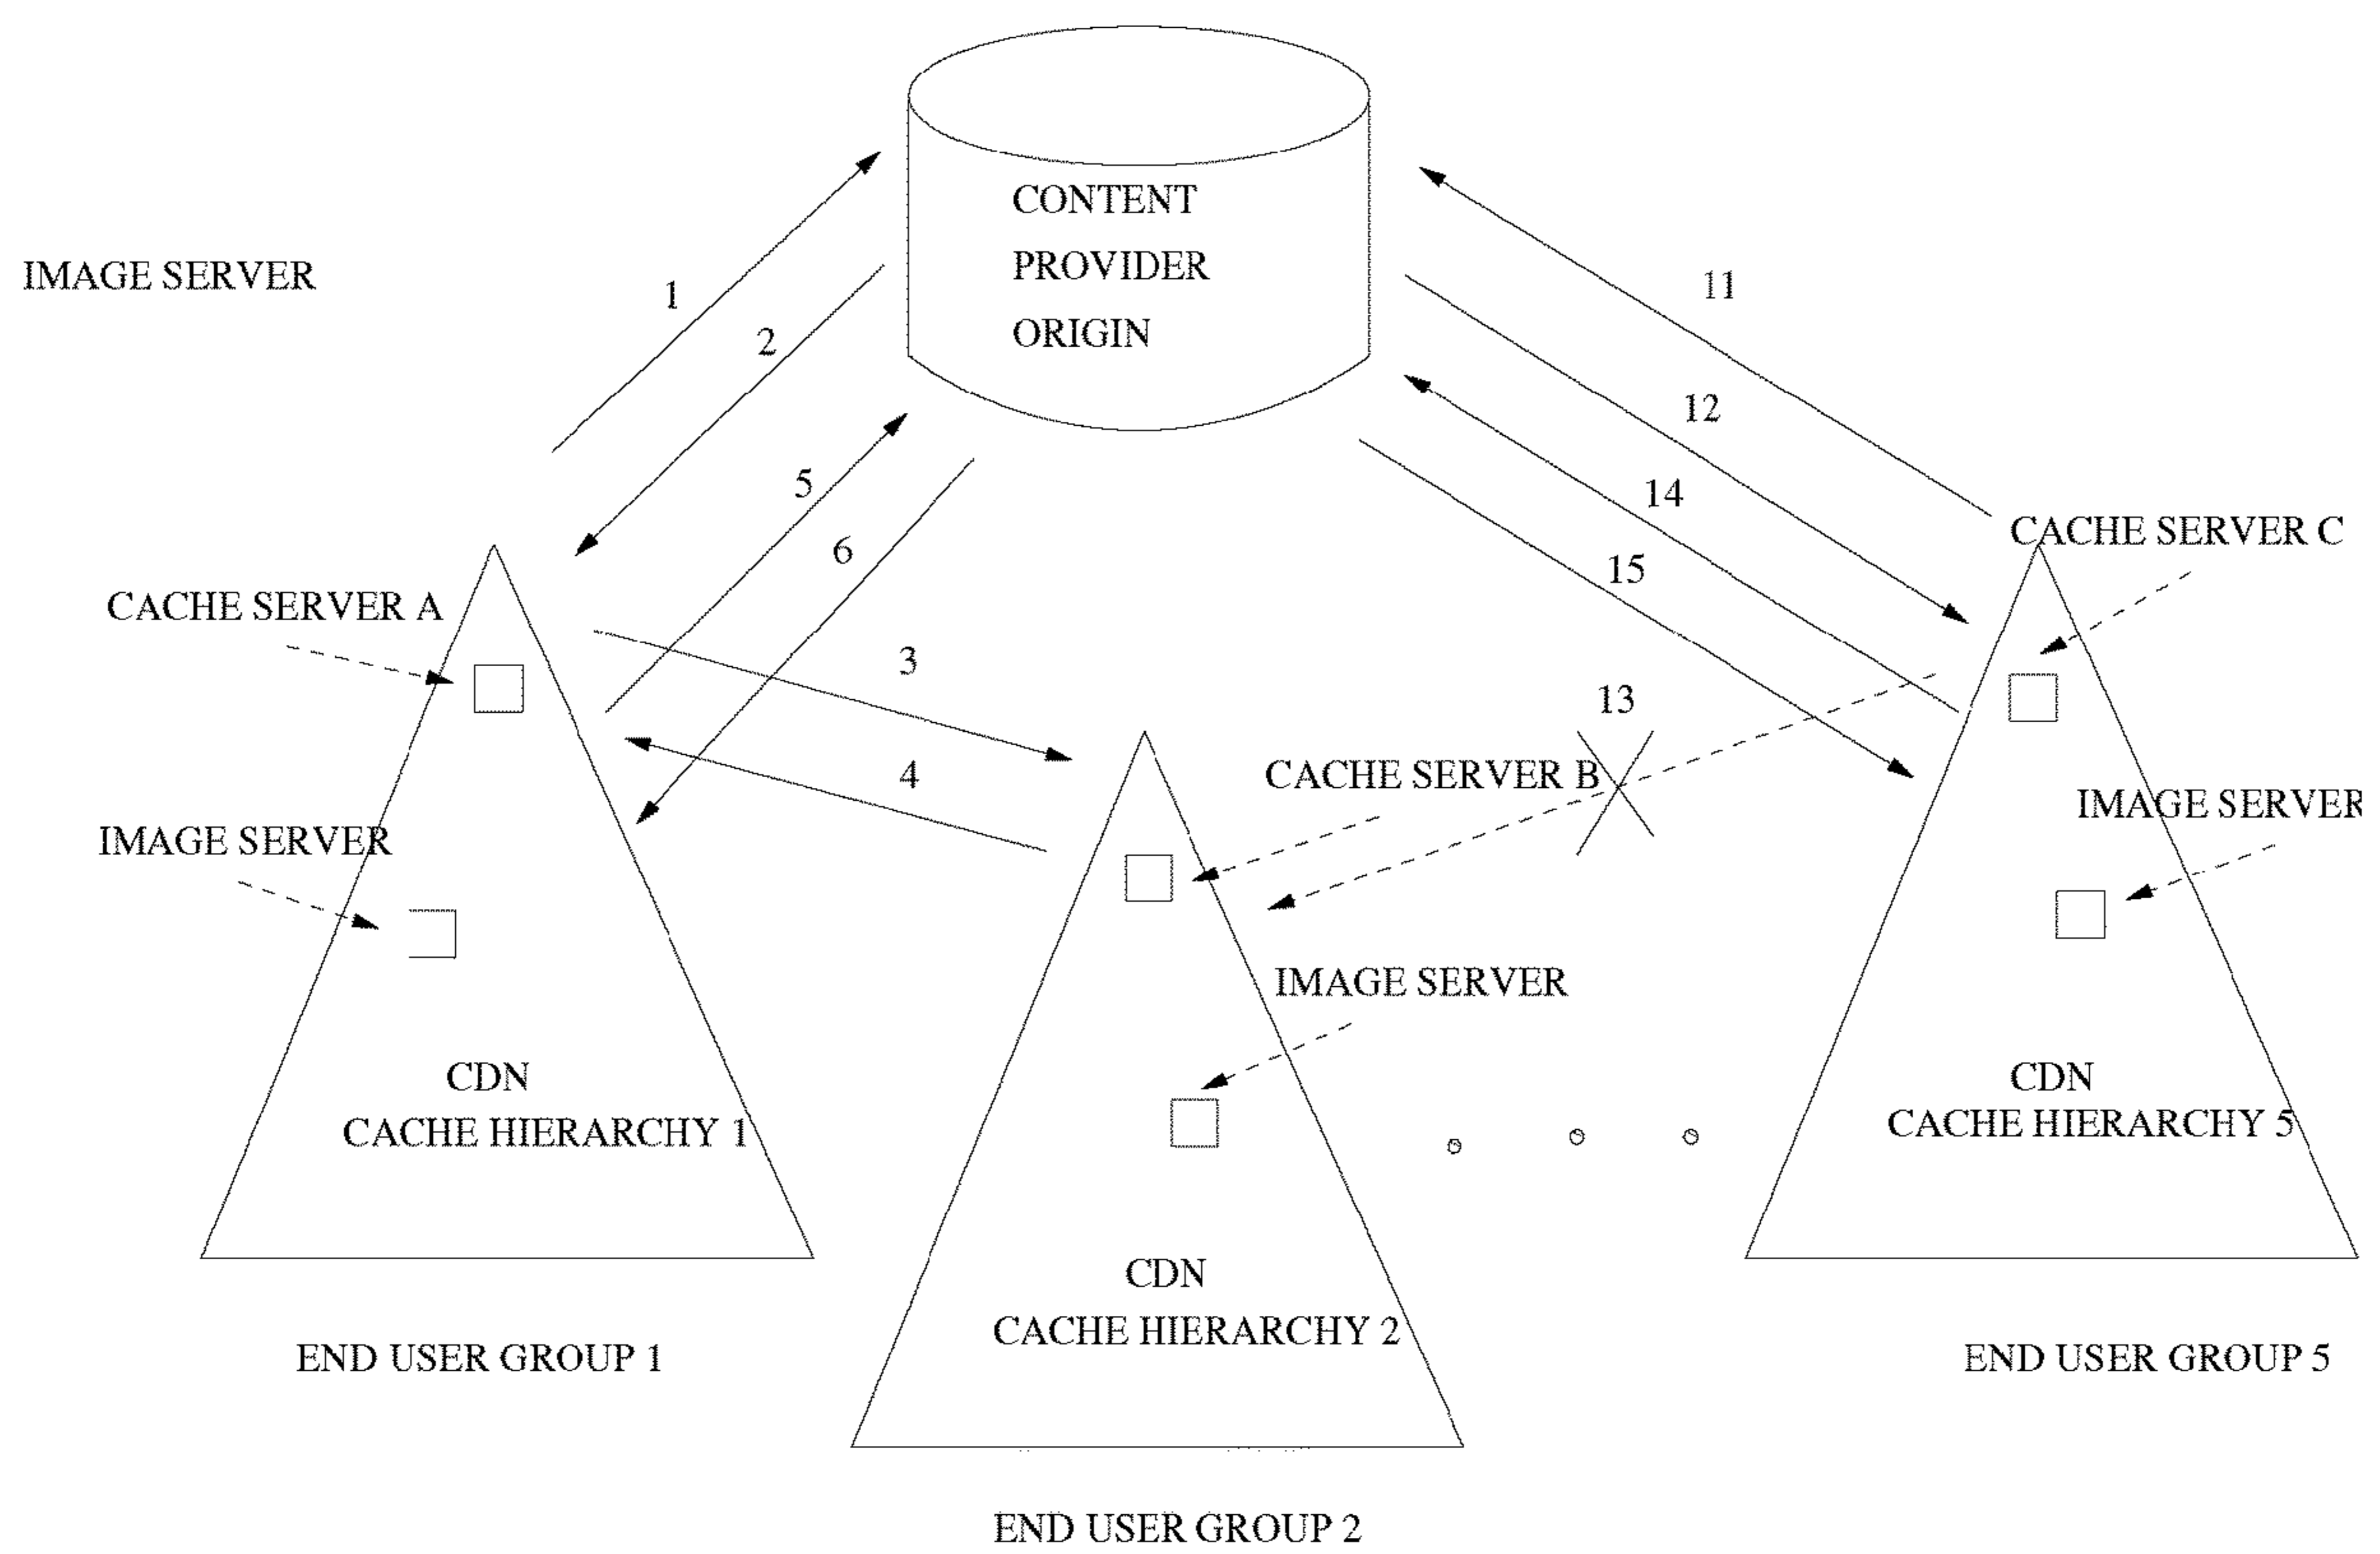 CONTENT
PROVIDER
ORIGIN
IMAGE SERVER
1
2
11
12
5
14
6
15
CACHE SERVER C
CACHE SERVER A
3
13
4
CACHE SERVER B
IMAGE SERVER
IMAGE SERVER
IMAGE SERVER
CDN
CACHE HIERARCHY 1
CDN
CACHE HIERARCHY 5
CDN
CACHE HIERARCHY 2
END USER GROUP 1
END USER GROUP 5
END USER GROUP 2